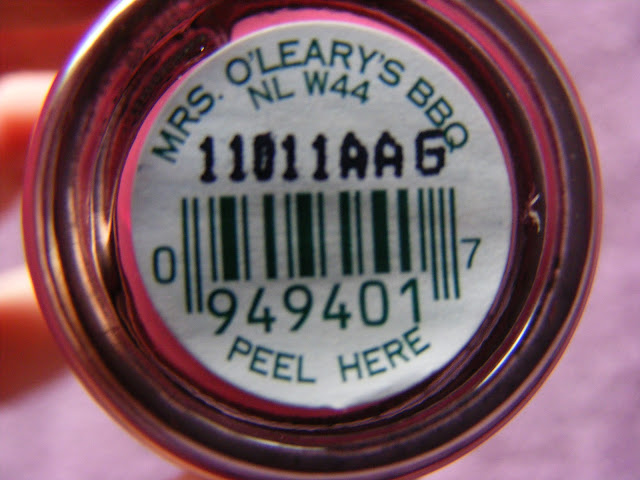 MRS. O'LEARY'S BBQ
NL W44
11011AAG
0 949401 7
PEEL HERE